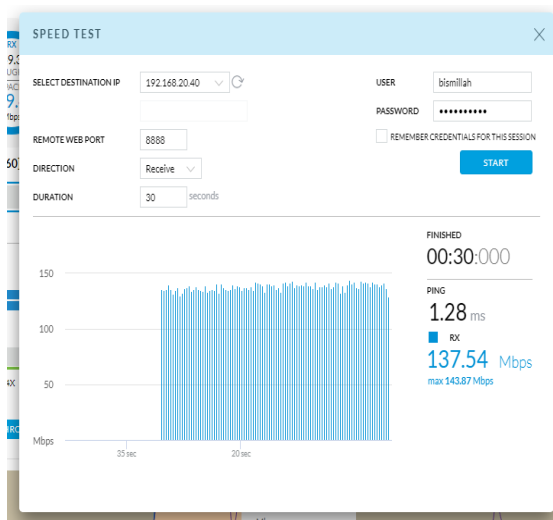 SPEED TEST
SELECT DESTINATION IP 192.168.20.40
USER bismillah
PASSWORD ••••••••••
REMEMBER CREDENTIALS FOR THIS SESSION
REMOTE WEB PORT 8888
START
DIRECTION Receive
DURATION 30 seconds
FINISHED
00:30:000
PING
1.28 ms
RX
137.54 Mbps
max 143.87 Mbps
150
100
50
Mbps
35 sec 20 sec
RX